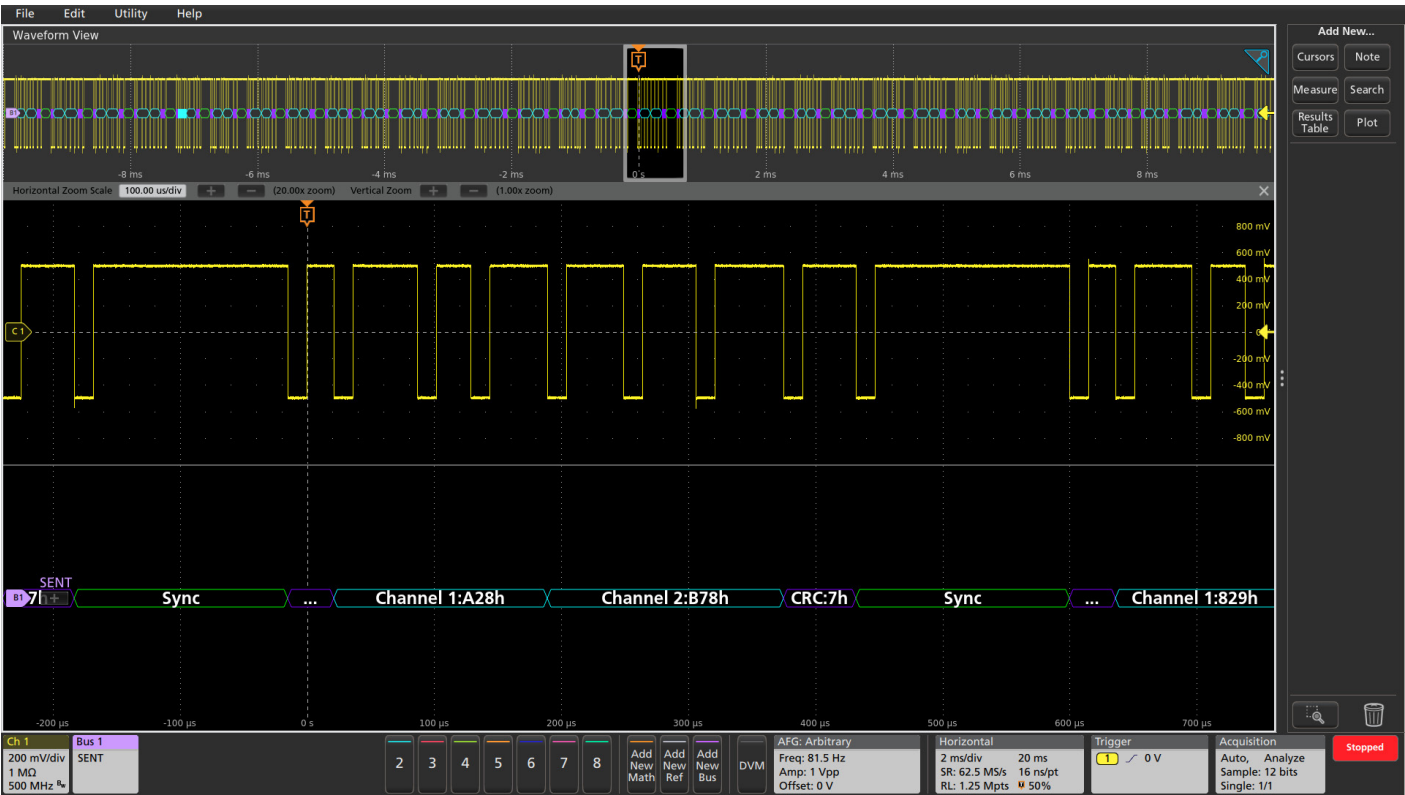 File Edit Utility Help
Waveform View
Add New...
Cursors Note
Measure Search
Results Table Plot
T
B1
-8 ms -6 ms -4 ms -2 ms 0 s 2 ms 4 ms 6 ms 8 ms
Horizontal Zoom Scale 100.00 us/div + — (20.00x zoom) Vertical Zoom + — (1.00x zoom) ×
T
800 mV
600 mV
400 mV
200 mV
C1
-200 mV
-400 mV
-600 mV
-800 mV
SENT
B1 7h + Sync ... Channel 1:A28h Channel 2:B78h CRC:7h Sync ... Channel 1:829h
-200 µs -100 µs 0 s 100 µs 200 µs 300 µs 400 µs 500 µs 600 µs 700 µs
Ch 1
200 mV/div
1 MΩ
500 MHz
Bus 1
SENT
2 3 4 5 6 7 8
Add New Math
Add New Ref
Add New Bus
DVM
AFG: Arbitrary
Freq: 81.5 Hz
Amp: 1 Vpp
Offset: 0 V
Horizontal
2 ms/div 20 ms
SR: 62.5 MS/s 16 ns/pt
RL: 1.25 Mpts 50%
Trigger
1 0 V
Acquisition
Auto, Analyze
Sample: 12 bits
Single: 1/1
Stopped